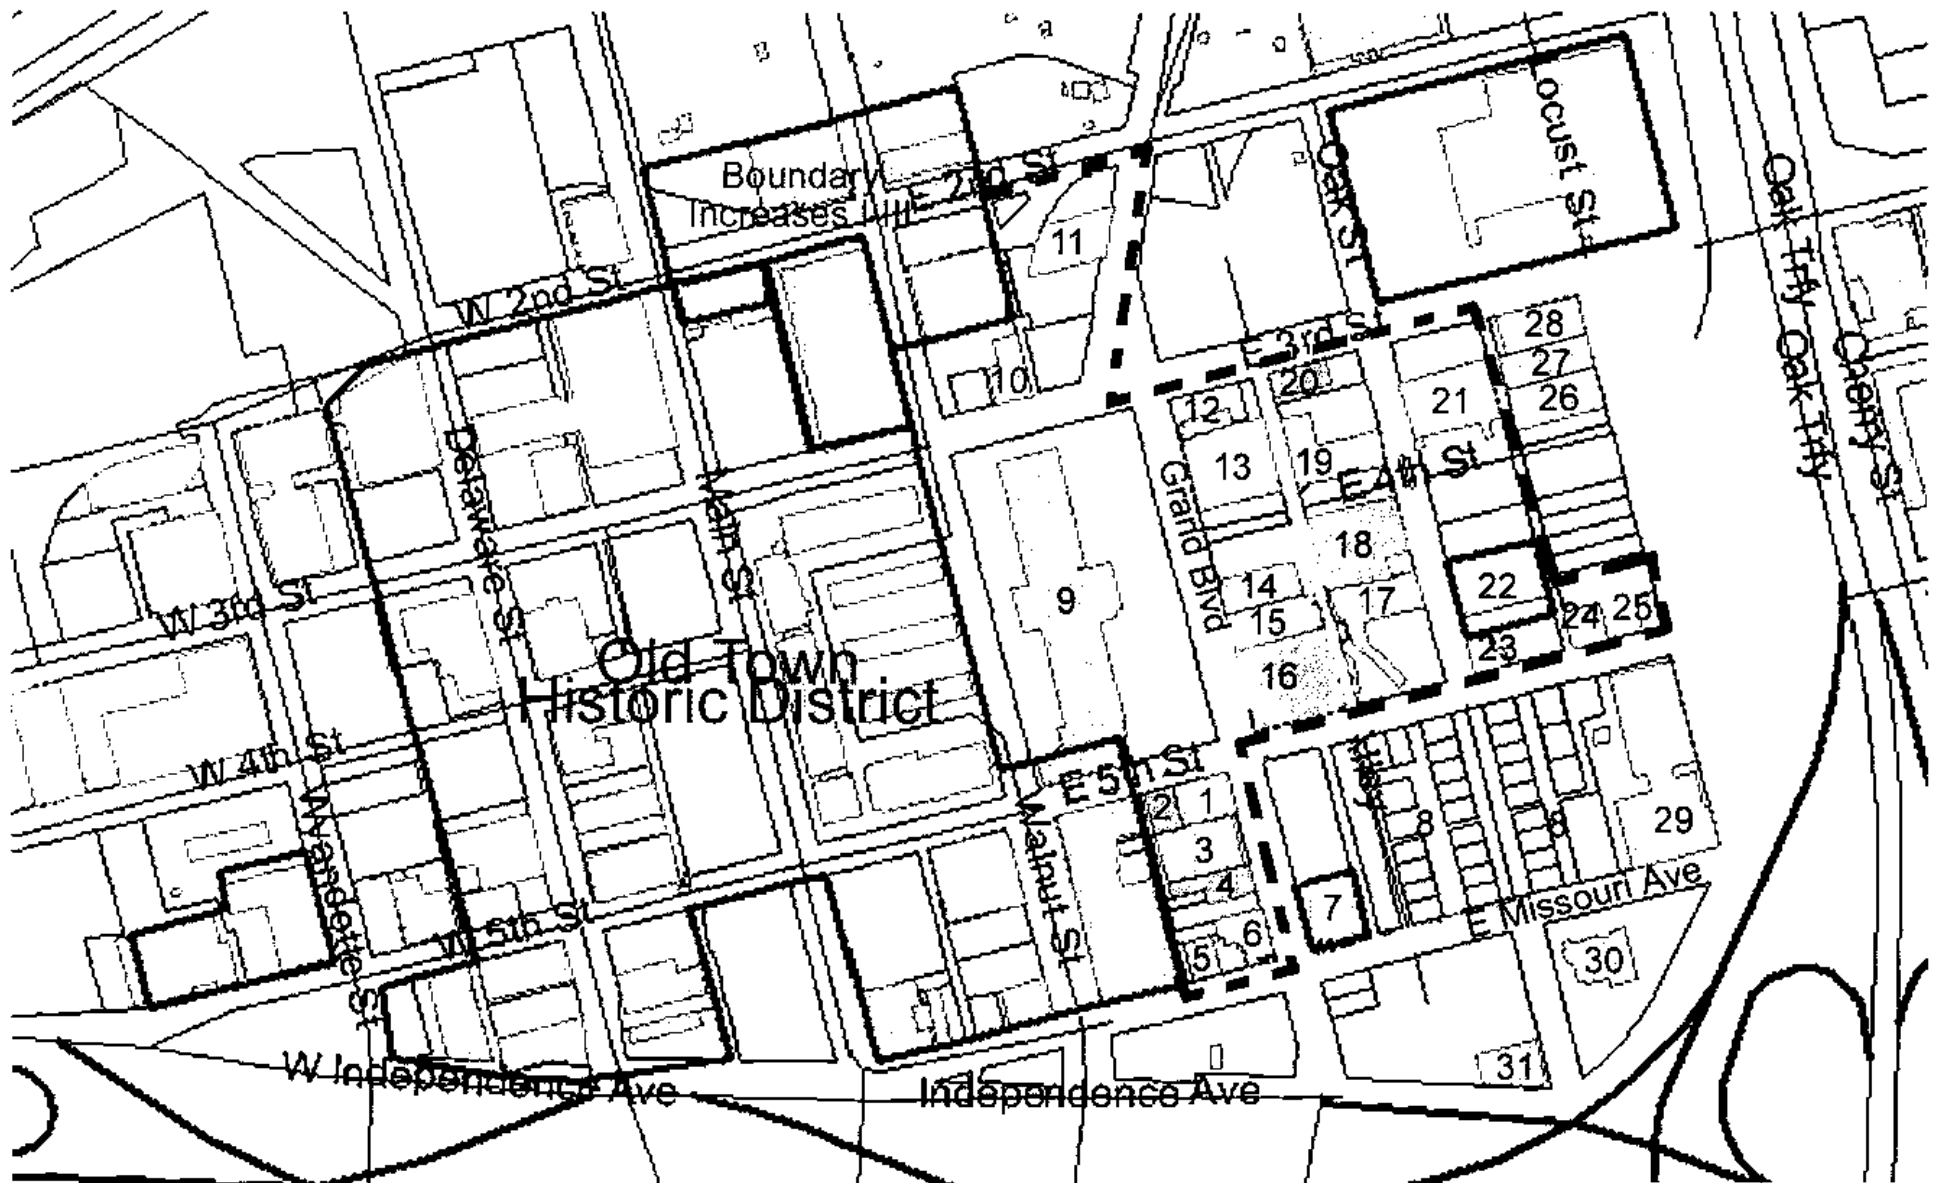 Boundary
Increases I,II
E 2nd St
Oak St
Locust St
Oak Trfy
Oak Trfy
Cherry St
W 2nd St
E 3rd S
11
10
12
20
21
28
27
26
13
19
E 4th St
Grand Blvd
18
14
15
17
22
16
23
24
25
9
Delaware St
Main St
W 3rd St
Old Town
Historic District
W 4th St
Wyandotte St
W 5th St
E 5th St
Walnut St
2
1
3
4
5
6
7
8
8
29
E Missouri Ave
30
31
W Independence Ave
Independence Ave